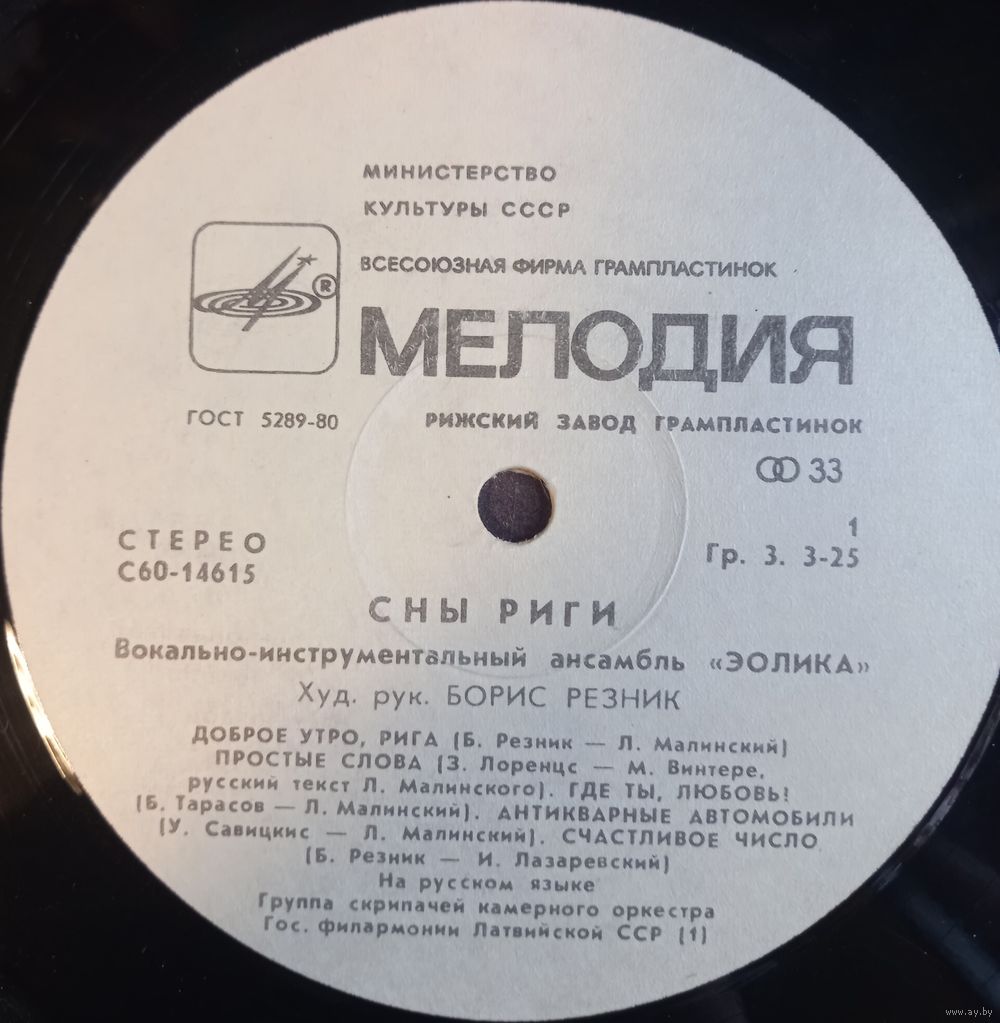 МИНИСТЕРСТВО
КУЛЬТУРЫ СССР
ВСЕСОЮЗНАЯ ФИРМА ГРАМПЛАСТИНОК
®
МЕЛОДИЯ
ГОСТ 5289-80
РИЖСКИЙ ЗАВОД ГРАМПЛАСТИНОК
33
СТЕРЕО
С60-14615
1
Гр. 3. 3-25
СНЫ РИГИ
Вокально-инструментальный ансамбль «ЭОЛИКА»
Худ. рук. БОРИС РЕЗНИК
ДОБРОЕ УТРО, РИГА (Б. Резник — Л. Малинский)
ПРОСТЫЕ СЛОВА (З. Лоренцс — М. Винтере,
русский текст Л. Малинского). ГДЕ ТЫ, ЛЮБОВЬ!
(Б. Тарасов — Л. Малинский). АНТИКВАРНЫЕ АВТОМОБИЛИ
(У. Савицкис — Л. Малинский). СЧАСТЛИВОЕ ЧИСЛО
(Б. Резник — И. Лазаревский)
На русском языке
Группа скрипачей камерного оркестра
Гос. филармонии Латвийской ССР (1)
www.ay.by